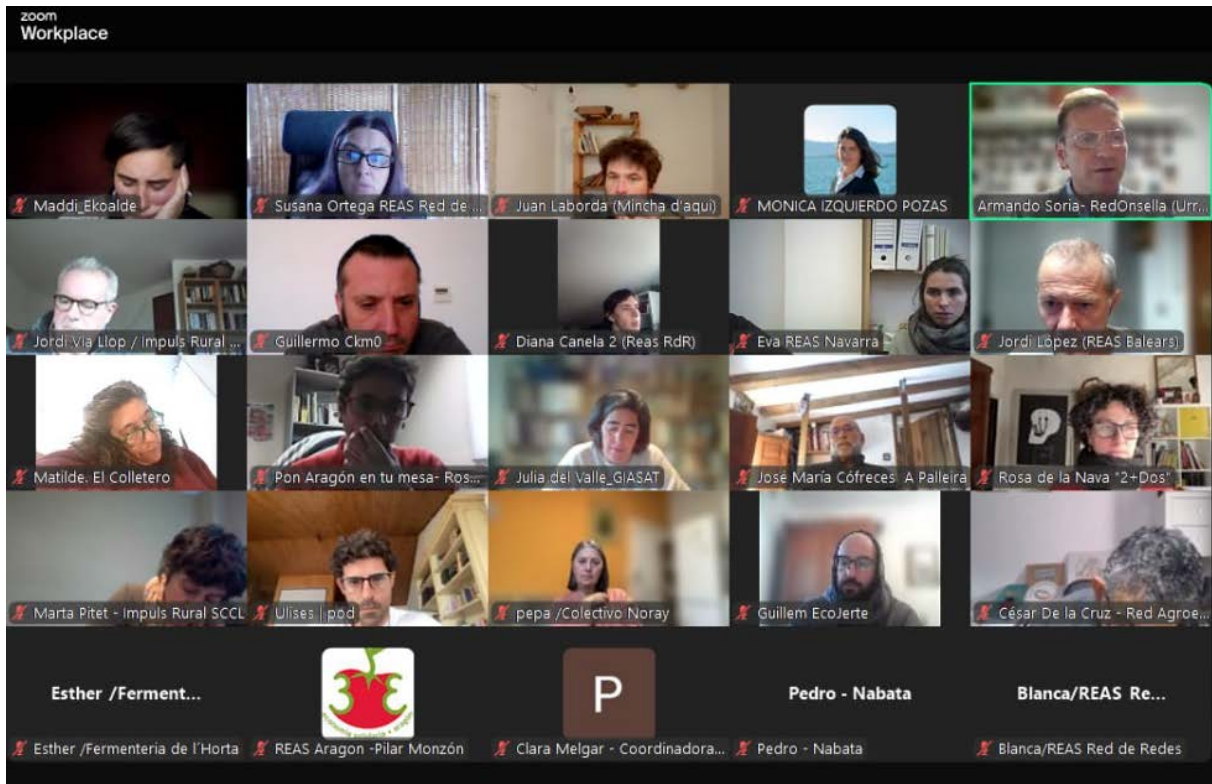 zoom
Workplace
Maddi_Ekoalde
Susana Ortega REAS Red de ...
Juan Laborda (Mincha d'aqui)
MONICA IZQUIERDO POZAS
Armando Soria- RedOnsella (Urr...
Jordi Via Llop / Impuls Rural ...
Guillermo Ckm0
Diana Canela 2 (Reas RdR)
Eva REAS Navarra
Jordi López (REAS Balears)
Matilde. El Colletero
Pon Aragón en tu mesa- Ros...
Julia del Valle_GIASAT
José María Cófreces A Palleira
Rosa de la Nava "2+Dos"
Marta Pitet - Impuls Rural SCCL
Ulises | pod
pepa /Colectivo Noray
Guillem EcoJerte
César De la Cruz - Red Agroe...
Esther /Ferment...
P
Pedro - Nabata
Blanca/REAS Re...
Esther /Fermenteria de l´Horta
REAS Aragon -Pilar Monzón
Clara Melgar - Coordinadora...
Pedro - Nabata
Blanca/REAS Red de Redes